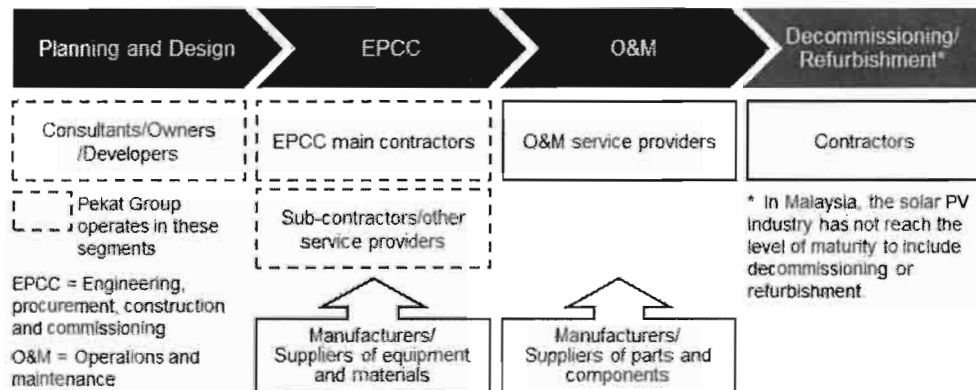 Planning and Design
EPCC
O&M
Decommissioning/
Refurbishment*
Consultants/Owners
/Developers
EPCC main contractors
O&M service providers
Contractors
Pekat Group
operates in these
segments
Sub-contractors/other
service providers
* In Malaysia, the solar PV
industry has not reach the
level of maturity to include
decommissioning or
refurbishment.
EPCC = Engineering,
procurement, construction
and commissioning
O&M = Operations and
maintenance
Manufacturers/
Suppliers of equipment
and materials
Manufacturers/
Suppliers of parts and
components